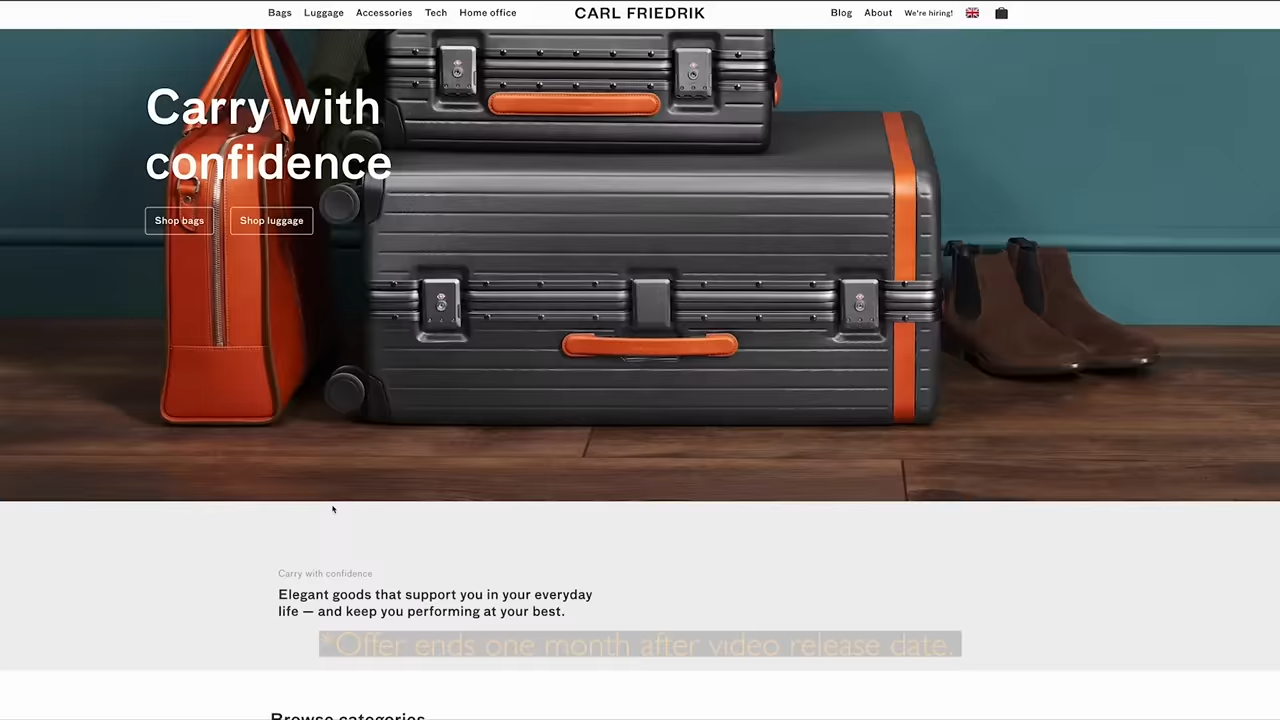 Bags Luggage Accessories Tech Home office CARL FRIEDRIK Blog About We're hiring!
Carry with
confidence
Shop bags Shop luggage
Carry with confidence
Elegant goods that support you in your everyday
life — and keep you performing at your best.
*Offer ends one month after video release date.
Browse categories